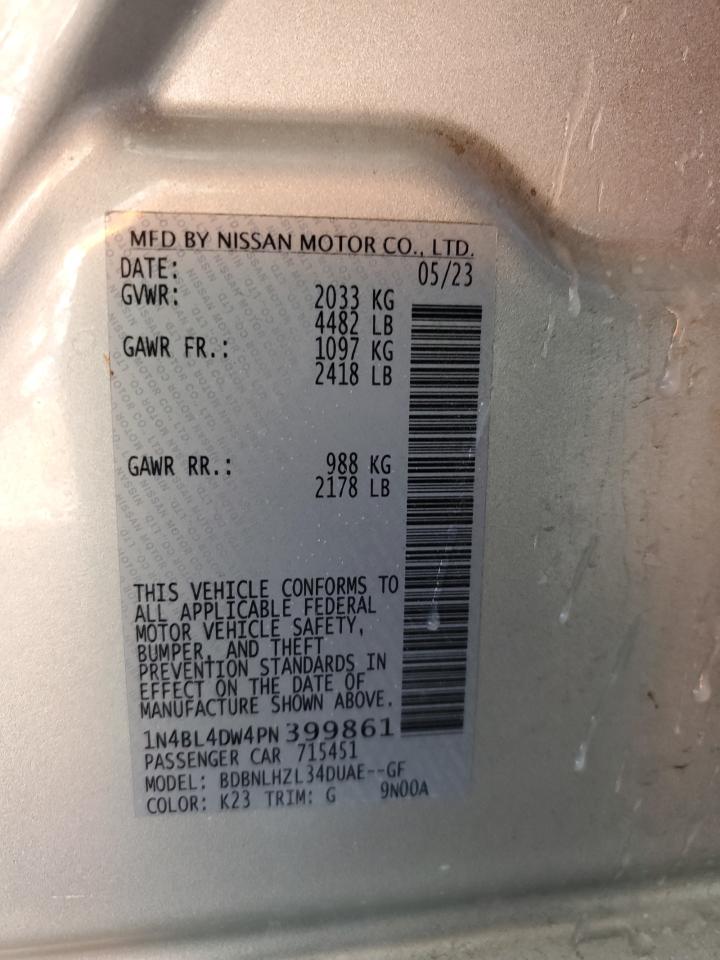 MFD BY NISSAN MOTOR CO., LTD.
DATE: 05/23
GVWR: 2033 KG
4482 LB
GAWR FR.: 1097 KG
2418 LB
GAWR RR.: 988 KG
2178 LB
THIS VEHICLE CONFORMS TO
ALL APPLICABLE FEDERAL
MOTOR VEHICLE SAFETY,
BUMPER, AND THEFT
PREVENTION STANDARDS IN
EFFECT ON THE DATE OF
MANUFACTURE SHOWN ABOVE.
1N4BL4DW4PN399861
PASSENGER CAR 715451
MODEL: BDBNLHZL34DUAE--GF
COLOR: K23 TRIM: G 9N00A